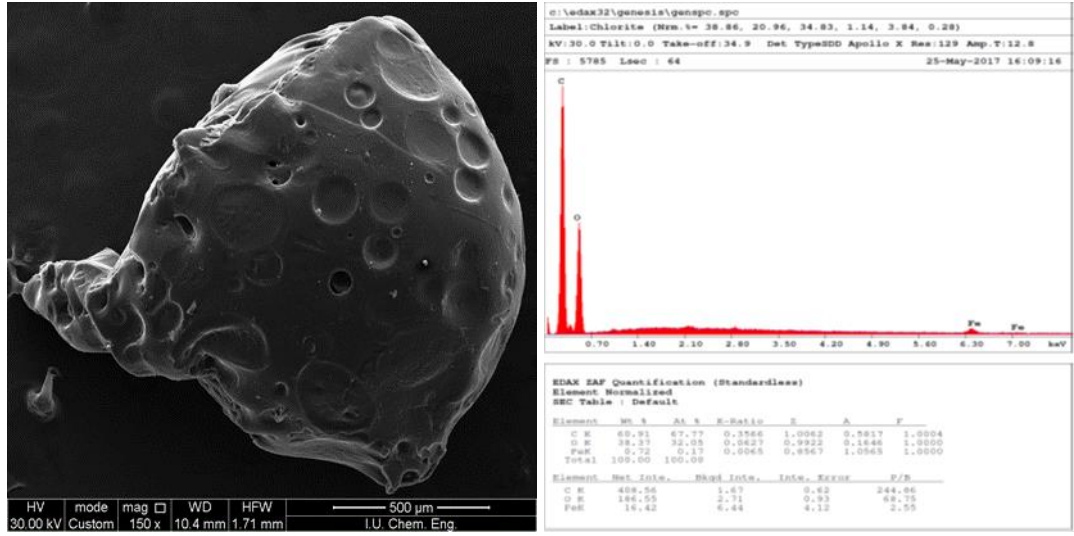 HV mode mag □ WD HFW 500 µm
30.00 kV Custom 150 x 10.4 mm 1.71 mm I.U. Chem. Eng.
c:\edax32\genesis\genspc.spc
Label:Chlorite (Nrm.%= 38.86, 20.96, 34.83, 1.14, 3.84, 0.28)
kV:30.0 Tilt:0.0 Take-off:34.9 Det TypeSDD Apollo X Res:129 Amp.T:12.8
FS : 5785 Lsec : 64 25-May-2017 16:09:16
C
O
Fe Fe
0.70 1.40 2.10 2.80 3.50 4.20 4.90 5.60 6.30 7.00 keV
EDAX ZAF Quantification (Standardless)
Element Normalized
SEC Table : Default
Element Wt % At % K-Ratio Z A F
C K 60.91 67.77 0.3566 1.0062 0.5817 1.0004
O K 38.37 32.05 0.0627 0.9922 0.1646 1.0000
FeK 0.72 0.17 0.0065 0.8567 1.0565 1.0000
Total 100.00 100.00
Element Net Inte. Bkgd Inte. Inte. Error P/B
C K 408.56 1.67 0.62 244.86
O K 186.55 2.71 0.93 68.75
FeK 16.42 6.44 4.12 2.55